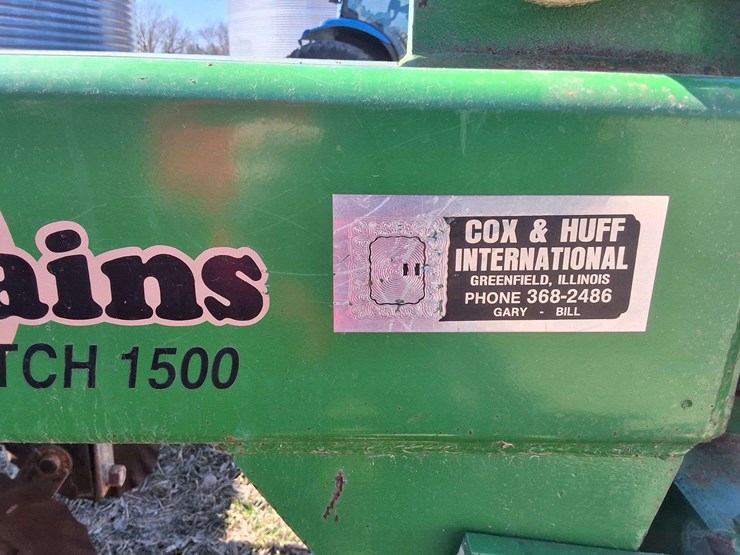 ains
TCH 1500
COX & HUFF
INTERNATIONAL
GREENFIELD, ILLINOIS
PHONE 368-2486
GARY - BILL